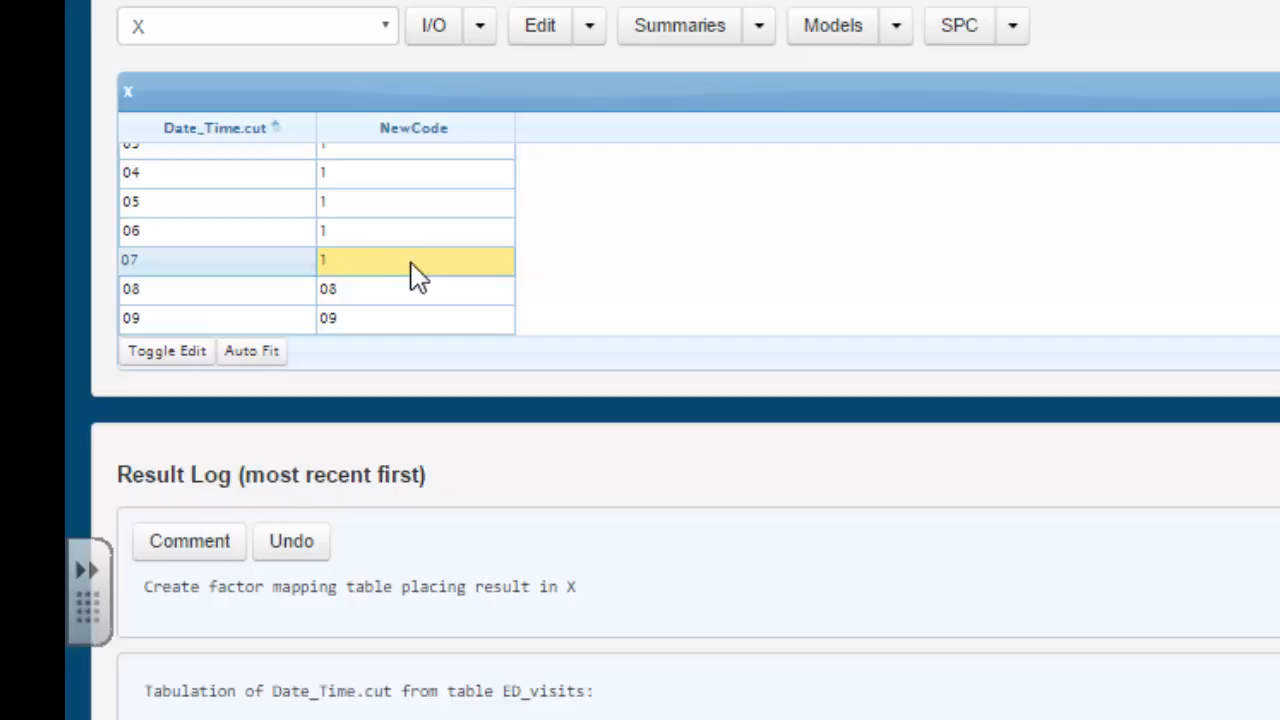 X I/O Edit Summaries Models SPC
X
Date_Time.cut NewCode
03 1
04 1
05 1
06 1
07 1
08 08
09 09
Toggle Edit Auto Fit
Result Log (most recent first)
Comment Undo
Create factor mapping table placing result in X
Tabulation of Date_Time.cut from table ED_visits: